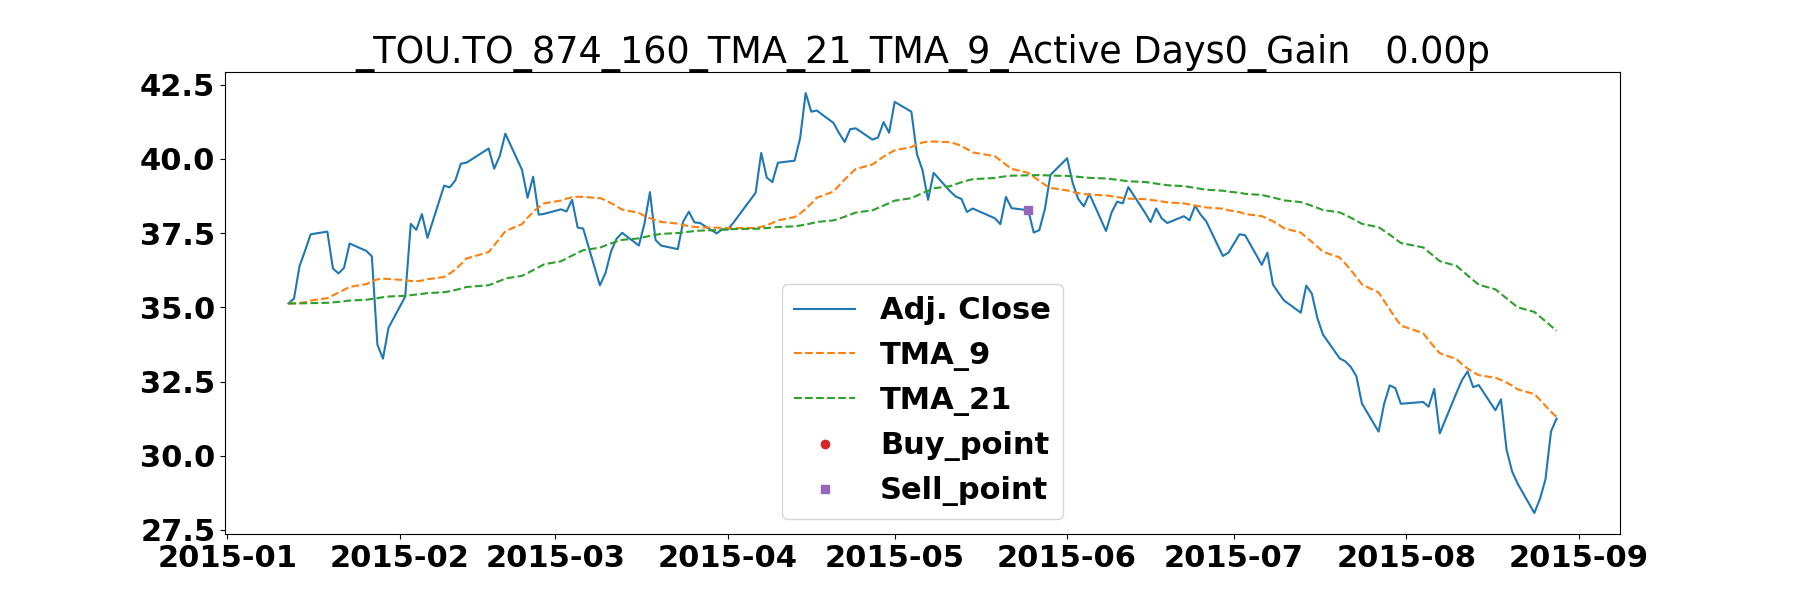 _TOU.TO_874_160_TMA_21_TMA_9_Active Days0_Gain   0.00p
42.5
40.0
37.5
35.0
32.5
30.0
27.5
Adj. Close
TMA_9
TMA_21
Buy_point
Sell_point
2015-01 2015-02 2015-03 2015-04 2015-05 2015-06 2015-07 2015-08 2015-09